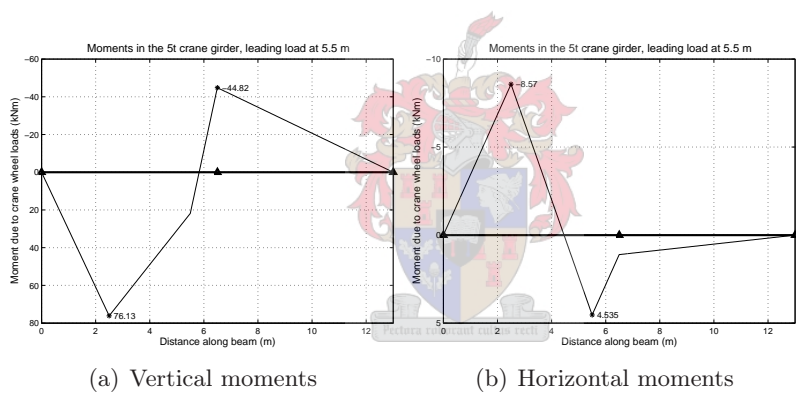 Moments in the 5t crane girder, leading load at 5.5 m
−60
−40
−20
0
20
40
60
80
Moment due to crane wheel loads (kNm)
−44.82
76.13
0 2 4 6 8 10 12
Distance along beam (m)
Moments in the 5t crane girder, leading load at 5.5 m
−10
−5
0
5
Moment due to crane wheel loads (kNm)
−8.57
4.535
0 2 4 6 8 10 12
Distance along beam (m)
(a) Vertical moments
(b) Horizontal moments